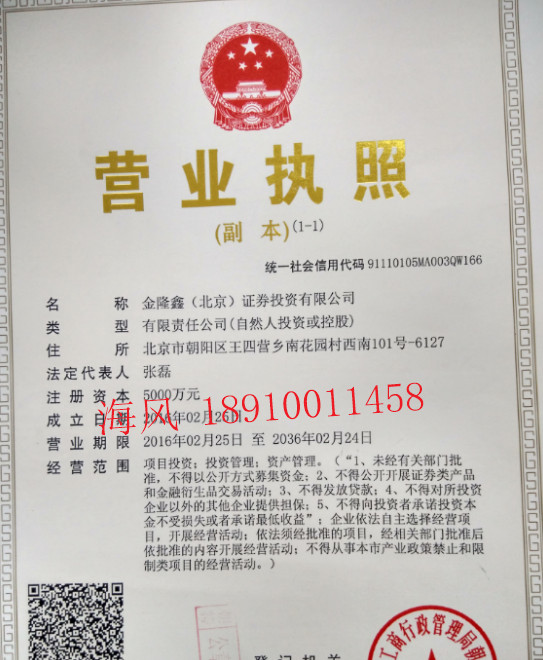 营业执照
(副 本)(1-1)
统一社会信用代码 91110105MA003QW166
名 称 金隆鑫（北京）证券投资有限公司
类 型 有限责任公司(自然人投资或控股)
住 所 北京市朝阳区王四营乡南花园村西南101号-6127
法定代表人 张磊
注册资本 5000万元
海风 18910011458
成立日期 2016年02月25日
营业期限 2016年02月25日 至 2036年02月24日
经营范围 项目投资；投资管理；资产管理。（“1、未经有关部门批
准，不得以公开方式募集资金；2、不得公开开展证券类产品
和金融衍生品交易活动；3、不得发放贷款；4、不得对所投资
企业以外的其他企业提供担保；5、不得向投资者承诺投资本
金不受损失或者承诺最低收益”；企业依法自主选择经营项
目，开展经营活动；依法须经批准的项目，经相关部门批准后
依批准的内容开展经营活动；不得从事本市产业政策禁止和限
制类项目的经营活动。）
工商行政管理局朝
登记机关